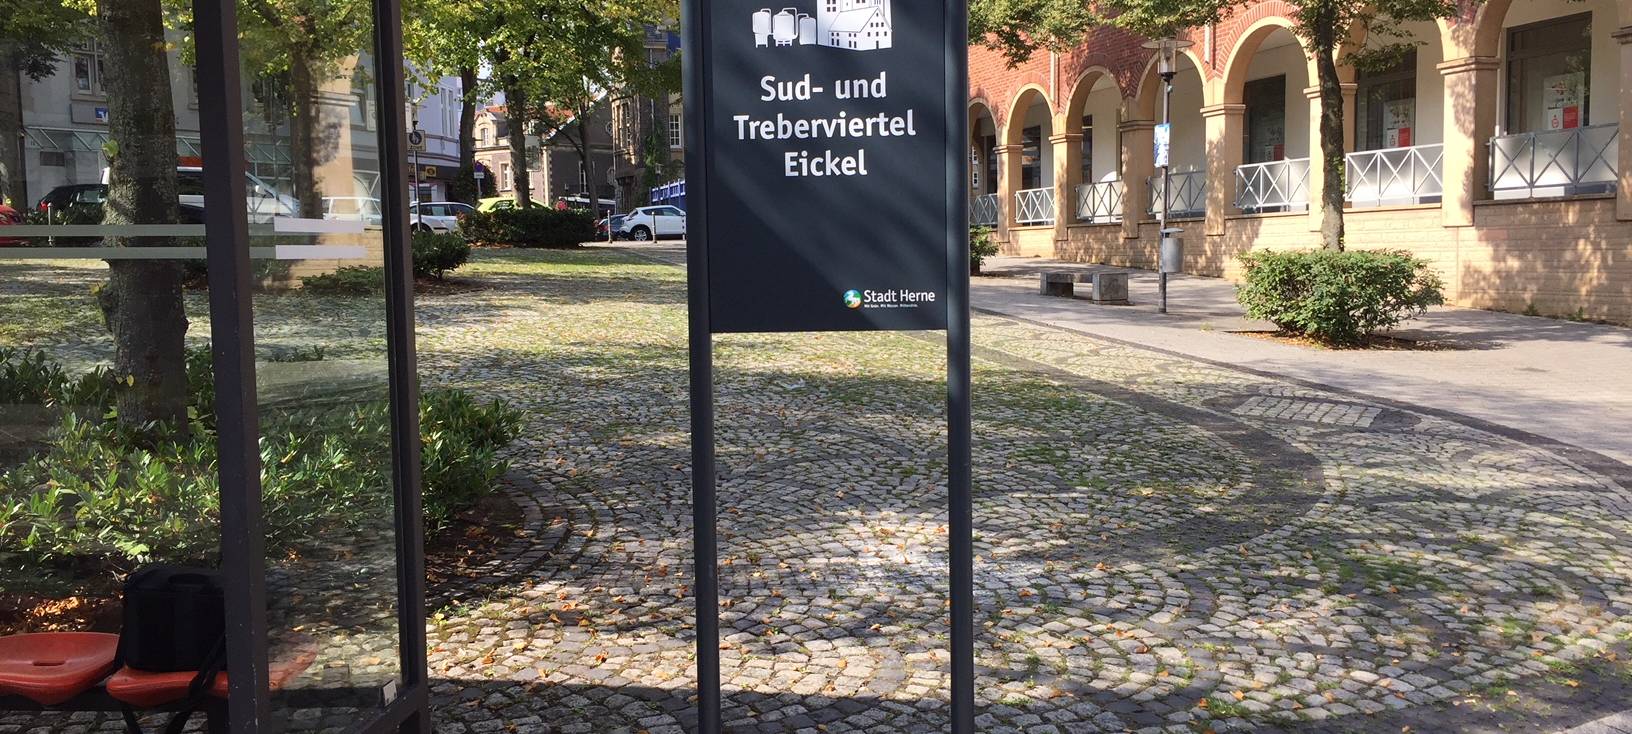 Sud- und
Treberviertel
Eickel
Stadt Herne